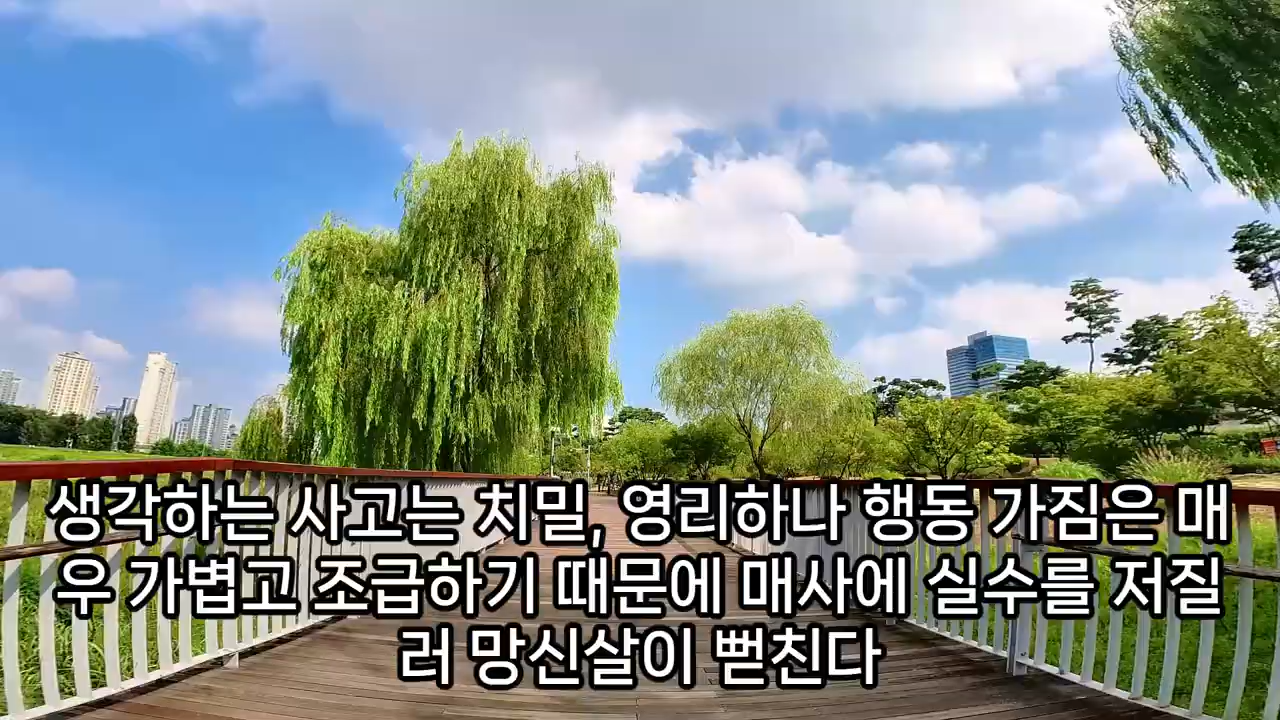 생각하는 사고는 치밀, 영리하나 행동 가짐은 매
우 가볍고 조급하기 때문에 매사에 실수를 저질
러 망신살이 뻗친다